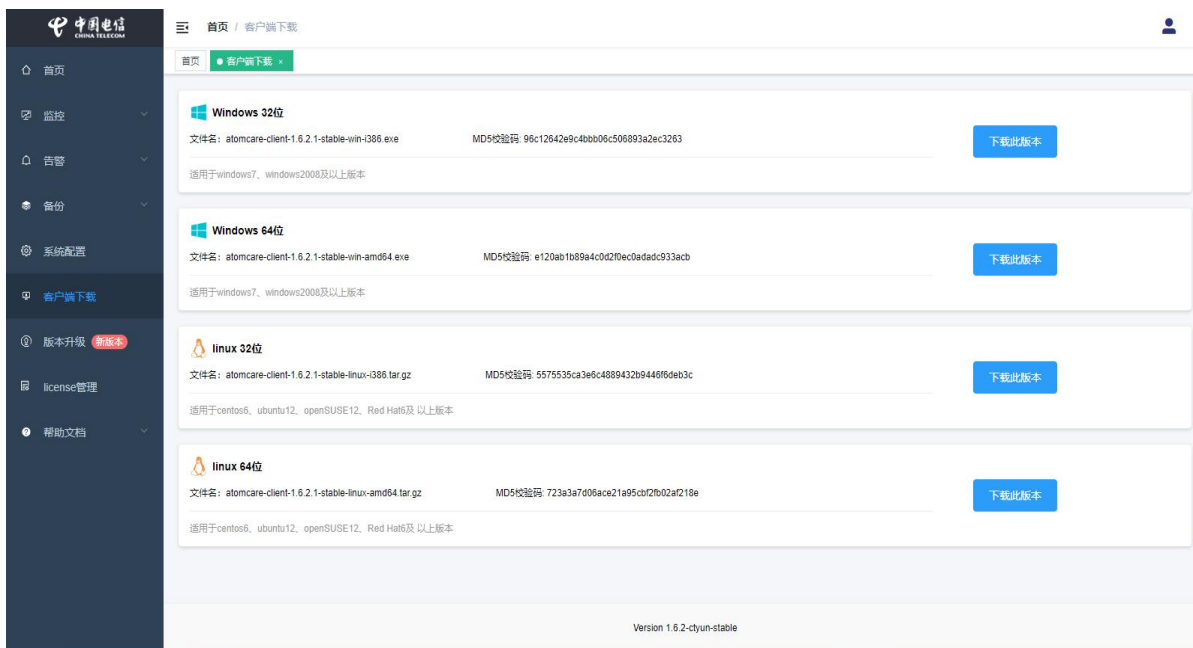 中国电信
CHINA TELECOM
首页 / 客户端下载
首页
监控
告警
备份
系统配置
客户端下载
版本升级 新版本
license管理
帮助文档
首页 客户端下载 ×
Windows 32位
文件名：atomcare-client-1.6.2.1-stable-win-i386.exe MD5校验码: 96c12642e9c4bbb06c506893a2ec3263
下载此版本
适用于windows7、windows2008及以上版本
Windows 64位
文件名：atomcare-client-1.6.2.1-stable-win-amd64.exe MD5校验码: e120ab1b89a4c0d2f0ec0adadc933acb
下载此版本
适用于windows7、windows2008及以上版本
linux 32位
文件名：atomcare-client-1.6.2.1-stable-linux-i386.tar.gz MD5校验码: 5575535ca3e6c4889432b9446f6deb3c
下载此版本
适用于centos6、ubuntu12、openSUSE12、Red Hat6及 以上版本
linux 64位
文件名：atomcare-client-1.6.2.1-stable-linux-amd64.tar.gz MD5校验码: 723a3a7d06ace21a95cbf2fb02af218e
下载此版本
适用于centos6、ubuntu12、openSUSE12、Red Hat6及 以上版本
Version 1.6.2-ctyun-stable